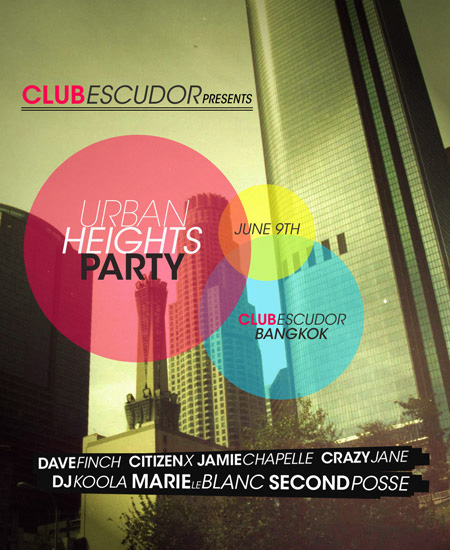 CLUBESCUDOR PRESENTS
URBAN
HEIGHTS
PARTY
JUNE 9TH
CLUBESCUDOR
BANGKOK
DAVEFINCH CITIZENX JAMIECHAPELLE CRAZYJANE
DJKOOLA MARIELEBLANC SECONDPOSSE